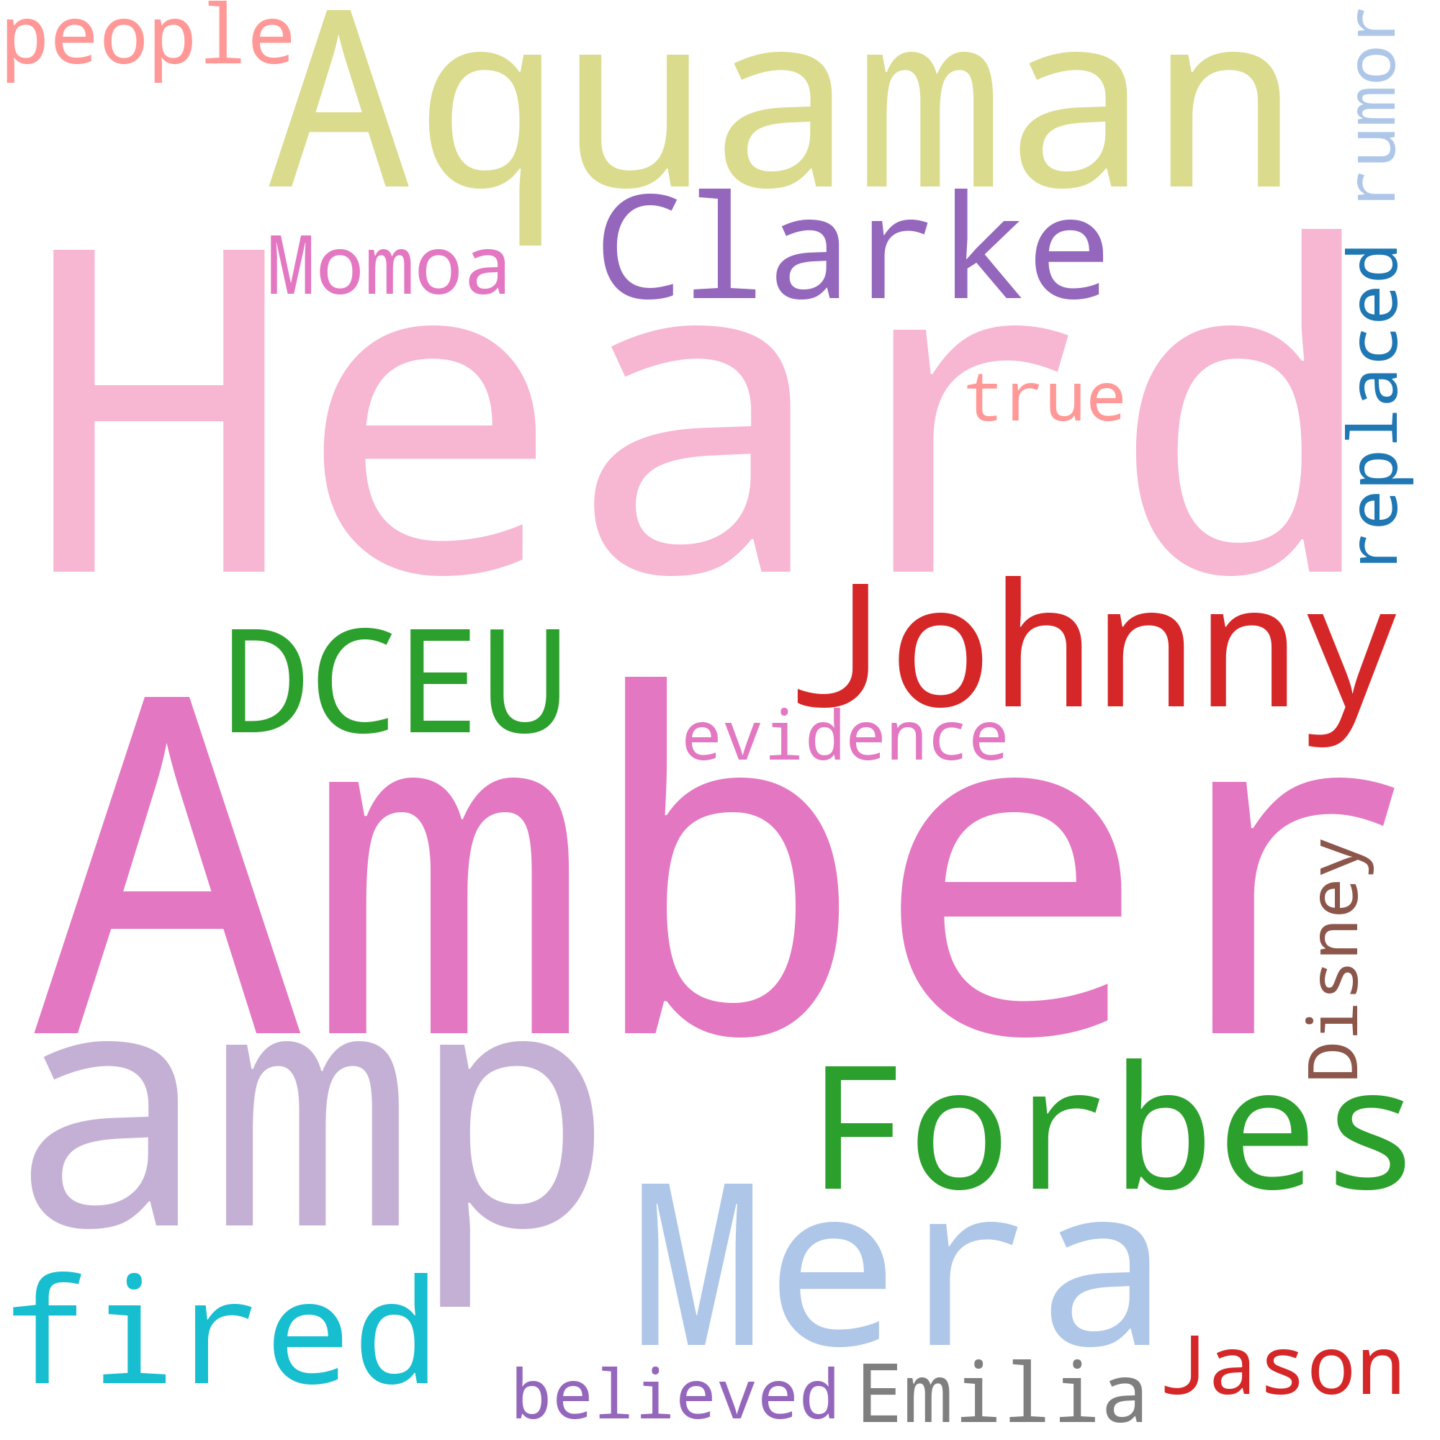 people
Aquaman
rumor
Clarke
Momoa
Heard
true
replaced
Johnny
DCEU
evidence
Amber
Disney
amp
Forbes
Mera
fired
believed
Emilia
Jason